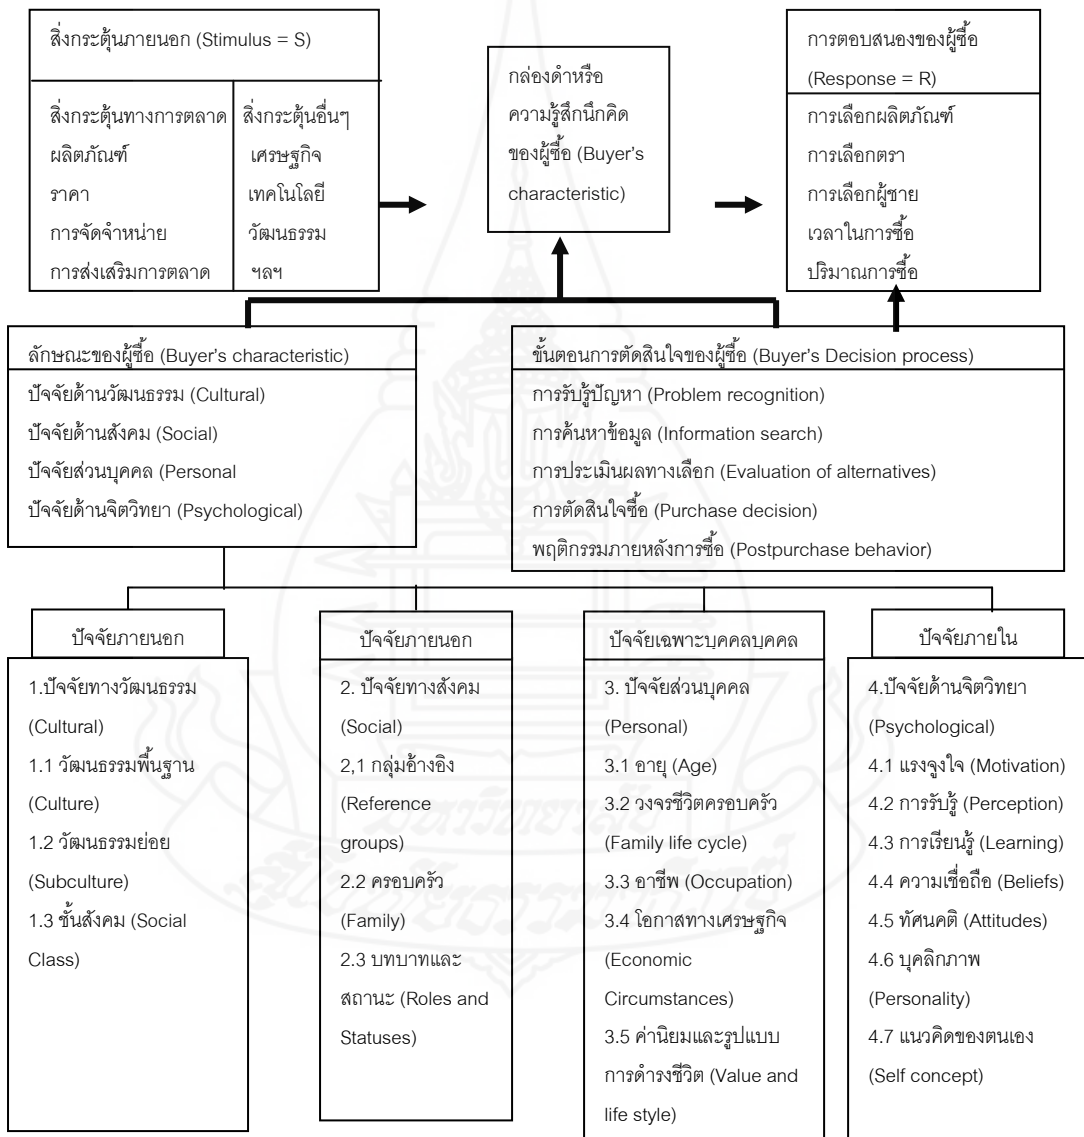 สิ่งกระตุ้นภายนอก (Stimulus = S)
สิ่งกระตุ้นทางการตลาด
ผลิตภัณฑ์
ราคา
การจัดจำหน่าย
การส่งเสริมการตลาด
สิ่งกระตุ้นอื่นๆ
เศรษฐกิจ
เทคโนโลยี
วัฒนธรรม
ฯลฯ
กล่องดำหรือ
ความรู้สึกนึกคิด
ของผู้ซื้อ (Buyer's
characteristic)
การตอบสนองของผู้ซื้อ
(Response = R)
การเลือกผลิตภัณฑ์
การเลือกตรา
การเลือกผู้ขาย
เวลาในการซื้อ
ปริมาณการซื้อ
ลักษณะของผู้ซื้อ (Buyer's characteristic)
ปัจจัยด้านวัฒนธรรม (Cultural)
ปัจจัยด้านสังคม (Social)
ปัจจัยส่วนบุคคล (Personal
ปัจจัยด้านจิตวิทยา (Psychological)
ขั้นตอนการตัดสินใจของผู้ซื้อ (Buyer's Decision process)
การรับรู้ปัญหา (Problem recognition)
การค้นหาข้อมูล (Information search)
การประเมินผลทางเลือก (Evaluation of alternatives)
การตัดสินใจซื้อ (Purchase decision)
พฤติกรรมภายหลังการซื้อ (Postpurchase behavior)
ปัจจัยภายนอก
1.ปัจจัยทางวัฒนธรรม
(Cultural)
1.1 วัฒนธรรมพื้นฐาน
(Culture)
1.2 วัฒนธรรมย่อย
(Subculture)
1.3 ชั้นสังคม (Social
Class)
ปัจจัยภายนอก
2. ปัจจัยทางสังคม
(Social)
2,1 กลุ่มอ้างอิง
(Reference
groups)
2.2 ครอบครัว
(Family)
2.3 บทบาทและ
สถานะ (Roles and
Statuses)
ปัจจัยเฉพาะบุคคลบุคคล
3. ปัจจัยส่วนบุคคล
(Personal)
3.1 อายุ (Age)
3.2 วงจรชีวิตครอบครัว
(Family life cycle)
3.3 อาชีพ (Occupation)
3.4 โอกาสทางเศรษฐกิจ
(Economic
Circumstances)
3.5 ค่านิยมและรูปแบบ
การดำรงชีวิต (Value and
life style)
ปัจจัยภายใน
4.ปัจจัยด้านจิตวิทยา
(Psychological)
4.1 แรงจูงใจ (Motivation)
4.2 การรับรู้ (Perception)
4.3 การเรียนรู้ (Learning)
4.4 ความเชื่อถือ (Beliefs)
4.5 ทัศนคติ (Attitudes)
4.6 บุคลิกภาพ
(Personality)
4.7 แนวคิดของตนเอง
(Self concept)